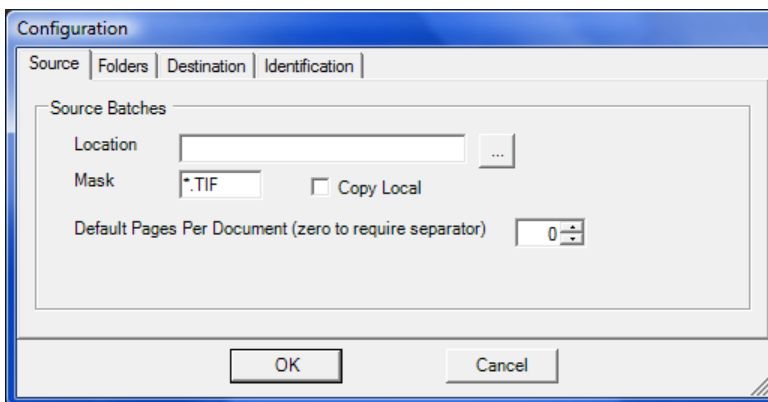 Configuration
Source Folders Destination Identification
Source Batches
Location ...
Mask *.TIF Copy Local
Default Pages Per Document (zero to require separator) 0
OK Cancel